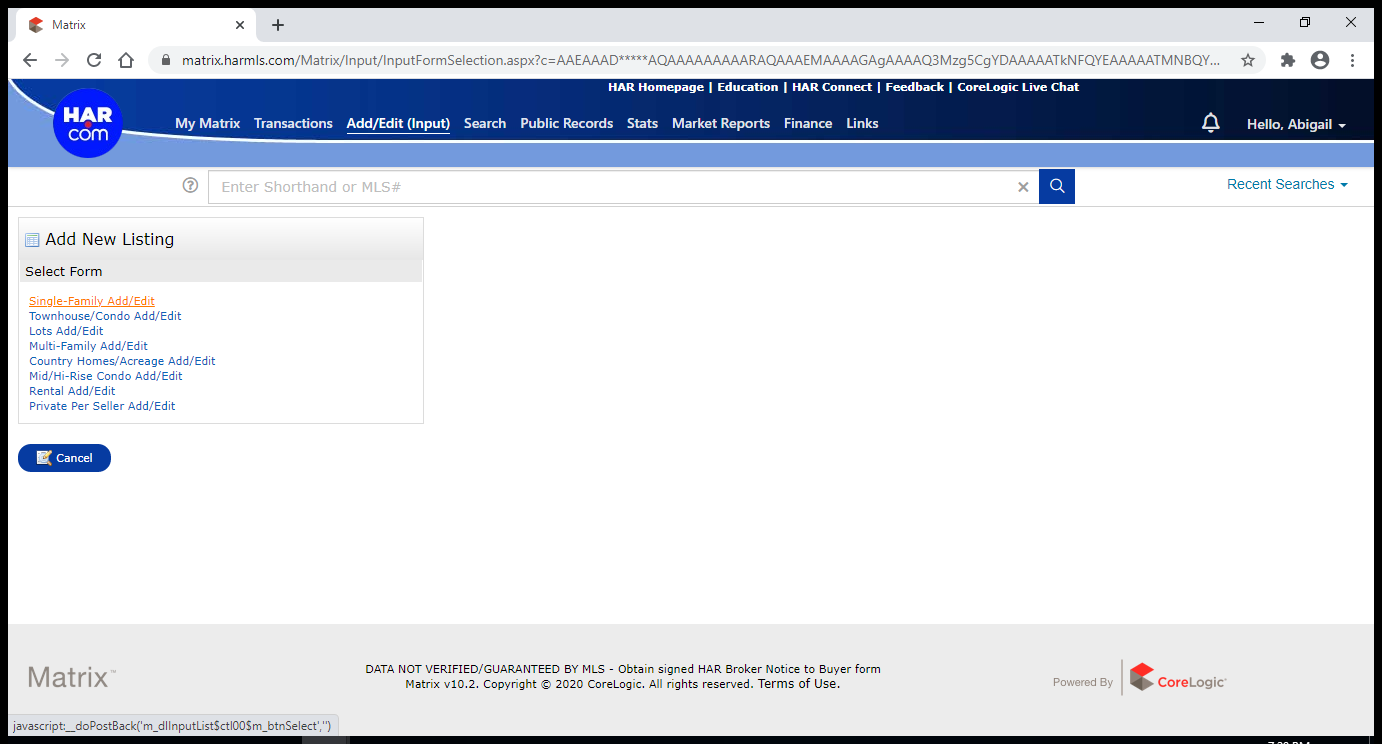 Matrix
matrix.harmls.com/Matrix/Input/InputFormSelection.aspx?c=AAEAAAD*****AQAAAAAAAAARAQAAAEMAAAAGAgAAAAQ3Mzg5CgYDAAAAATkNFQYEAAAAATMNBQY...
HAR Homepage | Education | HAR Connect | Feedback | CoreLogic Live Chat
HAR
com
My Matrix Transactions Add/Edit (Input) Search Public Records Stats Market Reports Finance Links
Hello, Abigail
Enter Shorthand or MLS#
Recent Searches
Add New Listing
Select Form
Single-Family Add/Edit
Townhouse/Condo Add/Edit
Lots Add/Edit
Multi-Family Add/Edit
Country Homes/Acreage Add/Edit
Mid/Hi-Rise Condo Add/Edit
Rental Add/Edit
Private Per Seller Add/Edit
Cancel
Matrix™
DATA NOT VERIFIED/GUARANTEED BY MLS - Obtain signed HAR Broker Notice to Buyer form
Matrix v10.2. Copyright © 2020 CoreLogic. All rights reserved. Terms of Use.
Powered By
CoreLogic
javascript:__doPostBack('m_dlInputList$ctl00$m_btnSelect','')